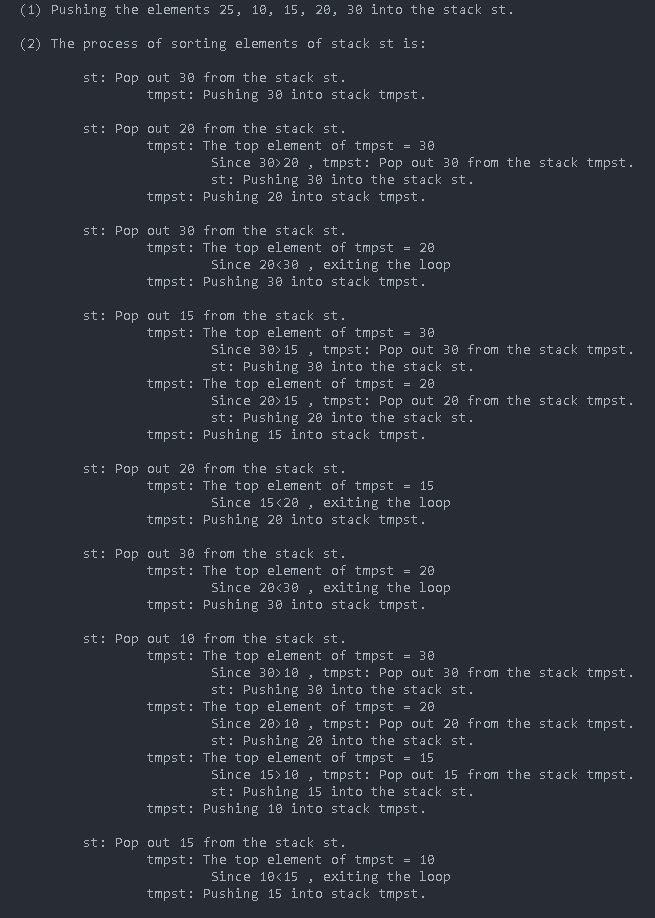 (1) Pushing the elements 25, 10, 15, 20, 30 into the stack st.
(2) The process of sorting elements of stack st is:
st: Pop out 30 from the stack st.
tmpst: Pushing 30 into stack tmpst.
st: Pop out 20 from the stack st.
tmpst: The top element of tmpst = 30
Since 30>20 , tmpst: Pop out 30 from the stack tmpst.
st: Pushing 30 into the stack st.
tmpst: Pushing 20 into stack tmpst.
st: Pop out 30 from the stack st.
tmpst: The top element of tmpst = 20
Since 20<30 , exiting the loop
tmpst: Pushing 30 into stack tmpst.
st: Pop out 15 from the stack st.
tmpst: The top element of tmpst = 30
Since 30>15 , tmpst: Pop out 30 from the stack tmpst.
st: Pushing 30 into the stack st.
tmpst: The top element of tmpst = 20
Since 20>15 , tmpst: Pop out 20 from the stack tmpst.
st: Pushing 20 into the stack st.
tmpst: Pushing 15 into stack tmpst.
st: Pop out 20 from the stack st.
tmpst: The top element of tmpst = 15
Since 15<20 , exiting the loop
tmpst: Pushing 20 into stack tmpst.
st: Pop out 30 from the stack st.
tmpst: The top element of tmpst = 20
Since 20<30 , exiting the loop
tmpst: Pushing 30 into stack tmpst.
st: Pop out 10 from the stack st.
tmpst: The top element of tmpst = 30
Since 30>10 , tmpst: Pop out 30 from the stack tmpst.
st: Pushing 30 into the stack st.
tmpst: The top element of tmpst = 20
Since 20>10 , tmpst: Pop out 20 from the stack tmpst.
st: Pushing 20 into the stack st.
tmpst: The top element of tmpst = 15
Since 15>10 , tmpst: Pop out 15 from the stack tmpst.
st: Pushing 15 into the stack st.
tmpst: Pushing 10 into stack tmpst.
st: Pop out 15 from the stack st.
tmpst: The top element of tmpst = 10
Since 10<15 , exiting the loop
tmpst: Pushing 15 into stack tmpst.